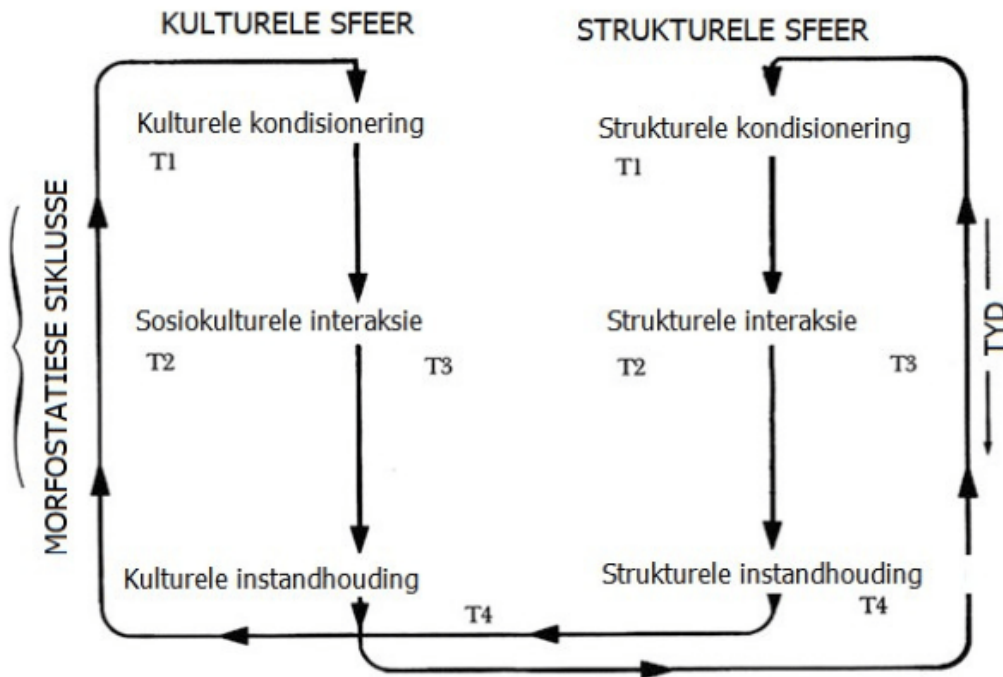 KULTURELE SFEER
STRUKTURELE SFEER
Kulturele kondisionering
T1
Strukturele kondisionering
T1
MORFOSTATIESE SIKLUSSE
TYD
Sosiokulturele interaksie
T2
T3
Strukturele interaksie
T2
T3
Kulturele instandhouding
Strukturele instandhouding
T4
T4